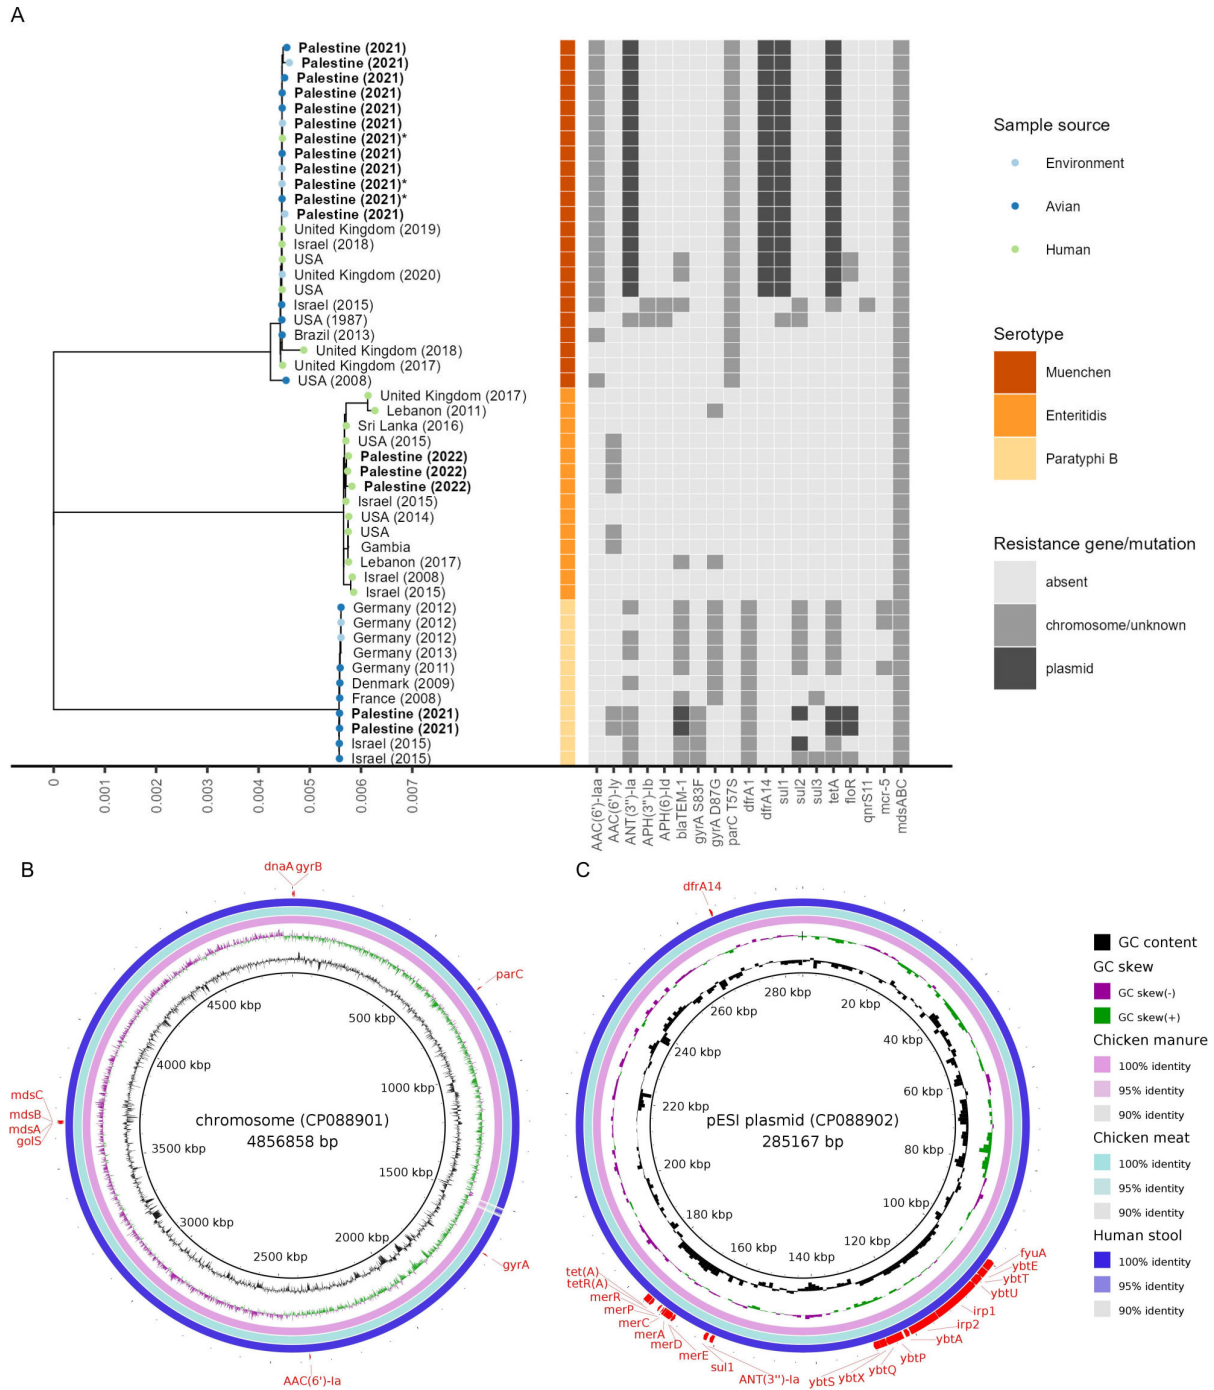 A
Palestine (2021)
Palestine (2021)
Palestine (2021)
Palestine (2021)
Palestine (2021)
Palestine (2021)
Palestine (2021)*
Palestine (2021)
Palestine (2021)
Palestine (2021)*
Palestine (2021)*
Palestine (2021)
United Kingdom (2019)
Israel (2018)
USA
United Kingdom (2020)
USA
Israel (2015)
USA (1987)
Brazil (2013)
United Kingdom (2018)
United Kingdom (2017)
USA (2008)
United Kingdom (2017)
Lebanon (2011)
Sri Lanka (2016)
USA (2015)
Palestine (2022)
Palestine (2022)
Palestine (2022)
Israel (2015)
USA (2014)
USA
Gambia
Lebanon (2017)
Israel (2008)
Israel (2015)
Germany (2012)
Germany (2012)
Germany (2012)
Germany (2013)
Germany (2011)
Denmark (2009)
France (2008)
Palestine (2021)
Palestine (2021)
Israel (2015)
Israel (2015)
0
0.001
0.002
0.003
0.004
0.005
0.006
0.007
AAC(6')-Iaa
AAC(6')-Iy
ANT(3'')-Ia
APH(3'')-Ib
APH(6)-Id
blaTEM-1
gyrA S83F
gyrA D87G
parC T57S
dfrA1
dfrA14
sul1
sul2
sul3
tetA
floR
qnrS11
mcr-5
mdsABC
Sample source
Environment
Avian
Human
Serotype
Muenchen
Enteritidis
Paratyphi B
Resistance gene/mutation
absent
chromosome/unknown
plasmid
B
dnaA gyrB
parC
gyrA
AAC(6')-Ia
mdsC
mdsB
mdsA
golS
500 kbp
1000 kbp
1500 kbp
2000 kbp
2500 kbp
3000 kbp
3500 kbp
4000 kbp
4500 kbp
chromosome (CP088901)
4856858 bp
C
dfrA14
280 kbp
20 kbp
40 kbp
60 kbp
80 kbp
100 kbp
120 kbp
140 kbp
160 kbp
180 kbp
200 kbp
220 kbp
240 kbp
260 kbp
pESI plasmid (CP088902)
285167 bp
fyuA
ybtE
ybtT
ybtU
irp1
irp2
ybtA
ybtP
ybtQ
ybtX
ybtS
ANT(3'')-Ia
sul1
merE
merD
merA
merC
merP
merR
tetR(A)
tet(A)
GC content
GC skew
GC skew(-)
GC skew(+)
Chicken manure
100% identity
95% identity
90% identity
Chicken meat
100% identity
95% identity
90% identity
Human stool
100% identity
95% identity
90% identity